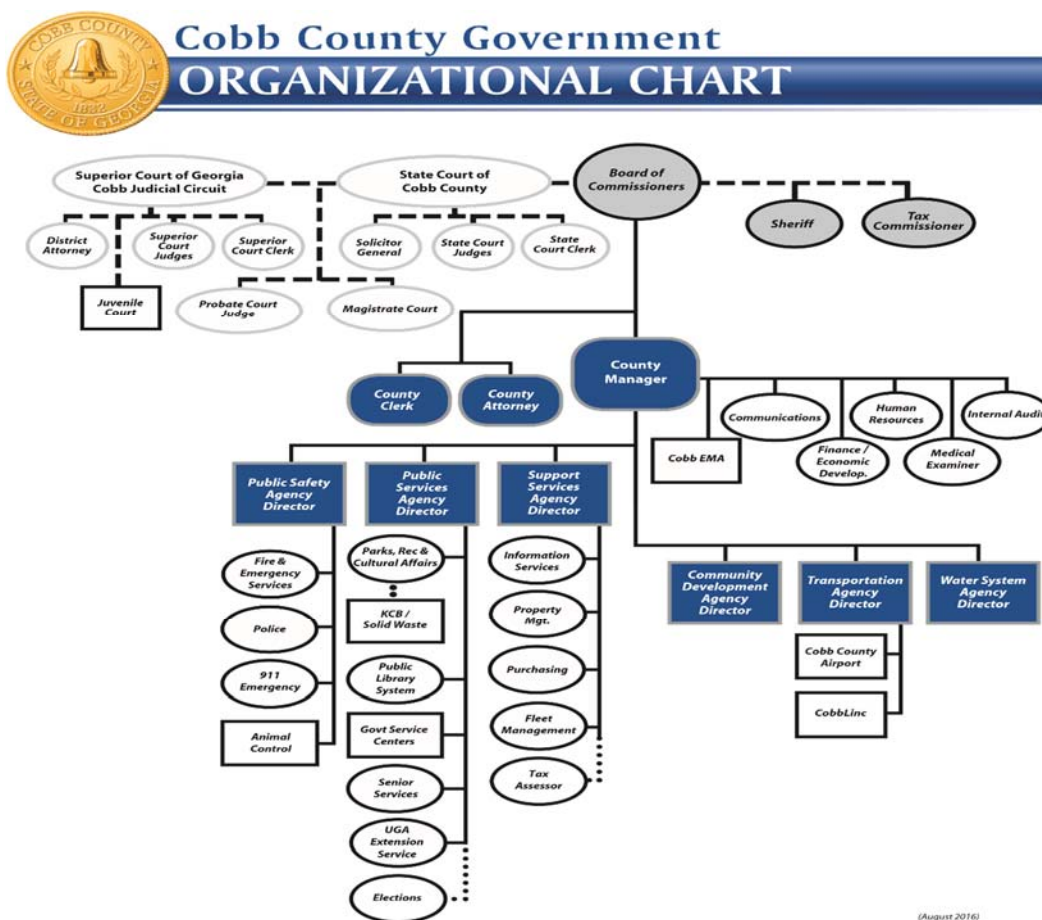 COBB COUNTY
STATE OF GEORGIA
1832
Cobb County Government
ORGANIZATIONAL CHART
Superior Court of Georgia
Cobb Judicial Circuit
State Court of
Cobb County
Board of
Commissioners
Sheriff
Tax
Commissioner
District
Attorney
Superior
Court
Judges
Superior
Court Clerk
Solicitor
General
State Court
Judges
State
Court Clerk
Juvenile
Court
Probate Court
Judge
Magistrate Court
County
Manager
County
Clerk
County
Attorney
Cobb EMA
Communications
Finance /
Economic
Develop.
Human
Resources
Medical
Examiner
Internal Audit
Public Safety
Agency
Director
Public
Services
Agency
Director
Support
Services
Agency
Director
Fire &
Emergency
Services
Police
911
Emergency
Animal
Control
Parks, Rec &
Cultural Affairs
KCB /
Solid Waste
Public
Library
System
Govt Service
Centers
Senior
Services
UGA
Extension
Service
Elections
Information
Services
Property
Mgt.
Purchasing
Fleet
Management
Tax
Assessor
Community
Development
Agency
Director
Transportation
Agency
Director
Water System
Agency
Director
Cobb County
Airport
CobbLinc
(August 2016)